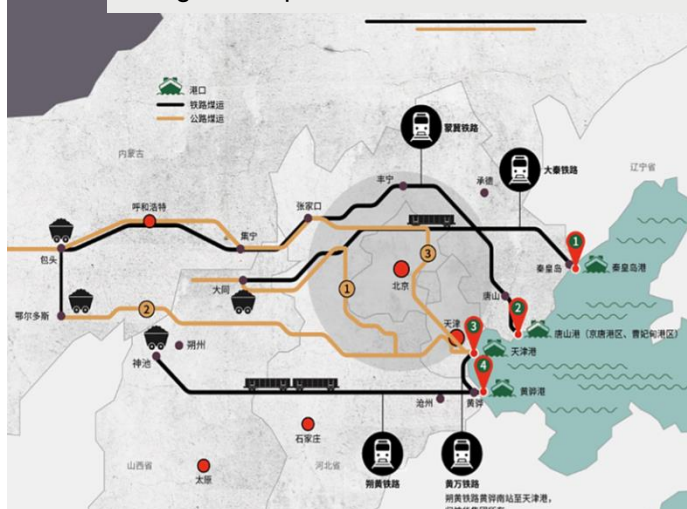 港口
铁路煤运
公路煤运
内蒙古
辽宁省
蒙冀铁路
大秦铁路
丰宁
承德
张家口
呼和浩特
集宁
包头
大同
北京
秦皇岛
秦皇岛港
唐山
唐山港（京唐港区、曹妃甸港区）
天津
天津港
鄂尔多斯
朔州
神池
黄骅港
黄骅
沧州
石家庄
山西省
太原
河北省
朔黄铁路
黄万铁路
朔黄铁路黄骅南站至天津港，
1
2
3
4
1
2
3